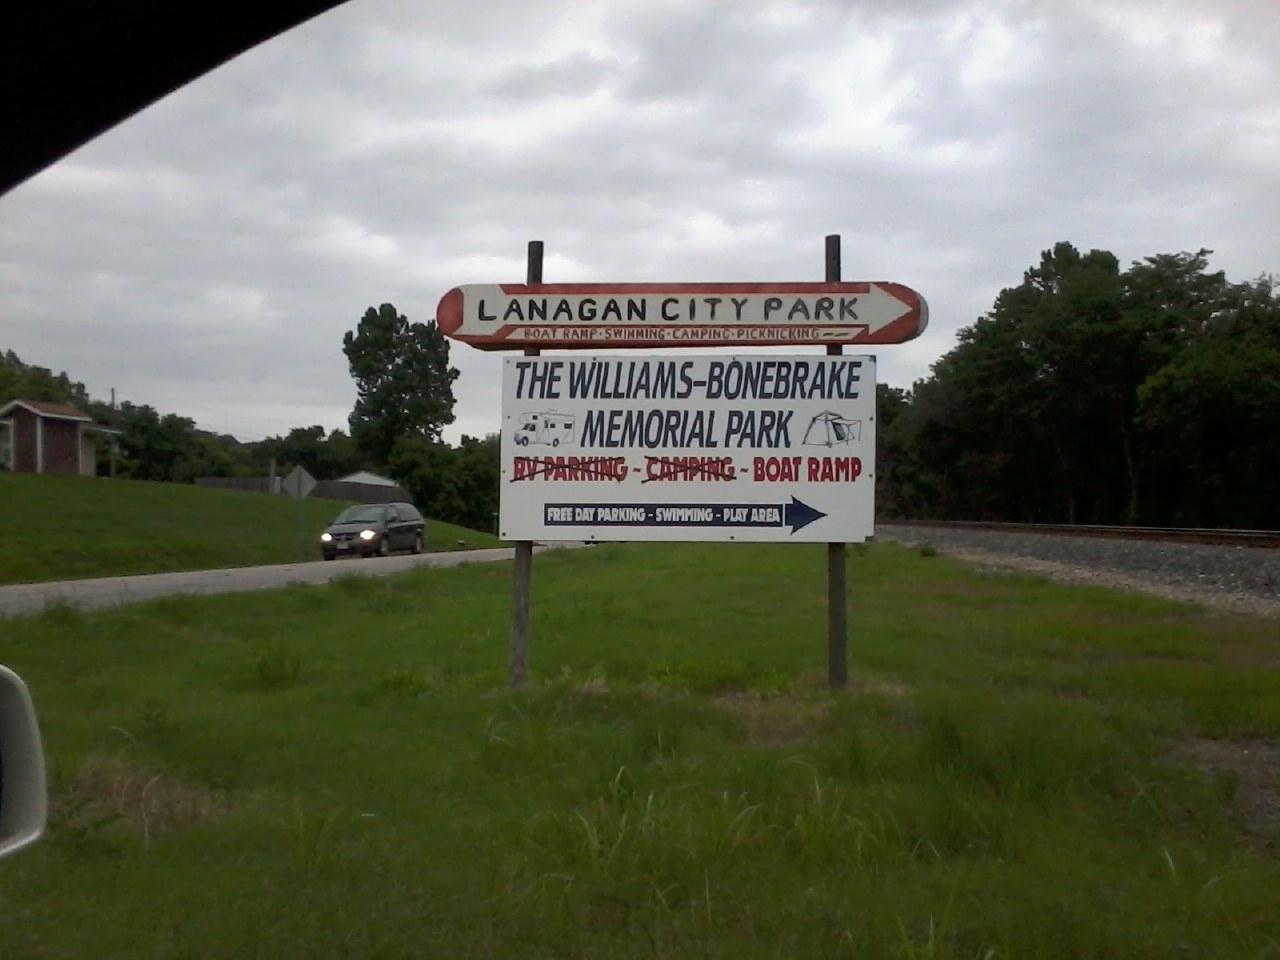 LANAGAN CITY PARK
BOAT RAMP·SWIMMING·CAMPING·PICKNICKING
THE WILLIAMS-BONEBRAKE
MEMORIAL PARK
RV PARKING ~ CAMPING ~ BOAT RAMP
FREE DAY PARKING - SWIMMING - PLAY AREA